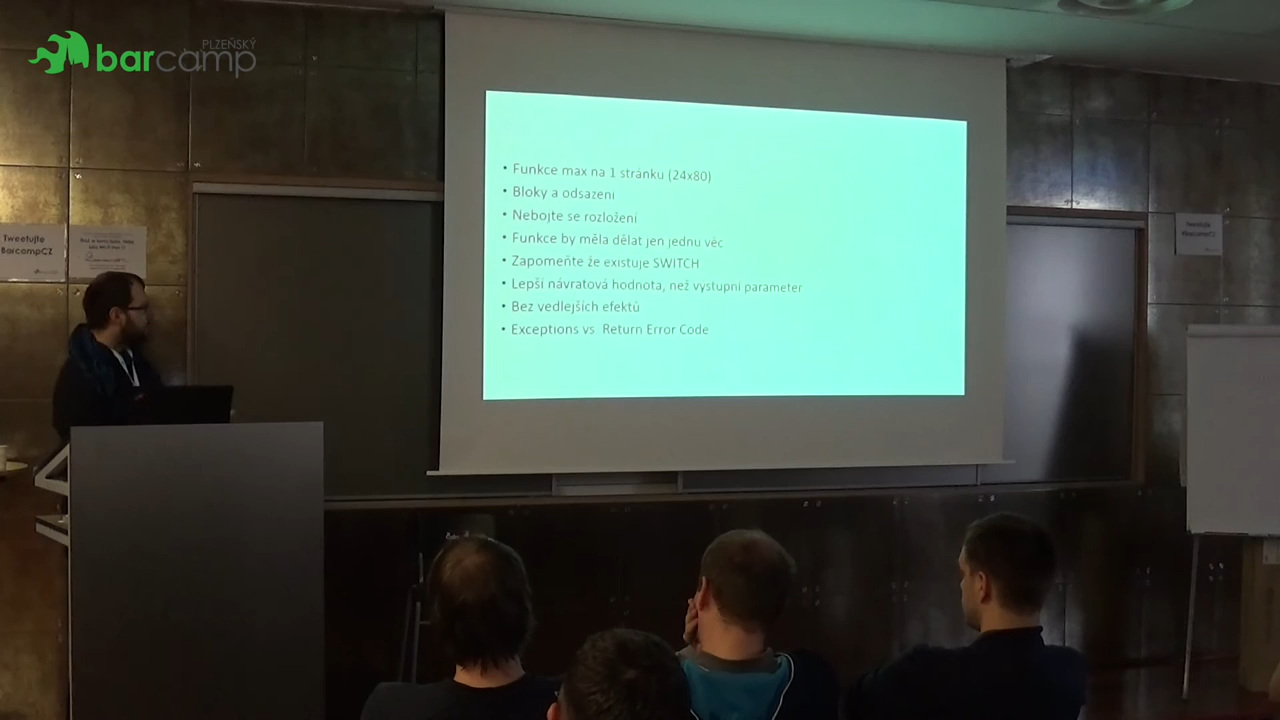 PLZEŇSKÝ
barcamp
• Funkce max na 1 stránku (24x80)
• Bloky a odsazení
• Nebojte se rozložení
• Funkce by měla dělat jen jednu věc
• Zapomeňte že existuje SWITCH
• Lepší návratová hodnota, než výstupní parameter
• Bez vedlejších efektů
• Exceptions vs. Return Error Code
Tweetujte
#BarcampCZ
Tweetujte
#BarcampCZ